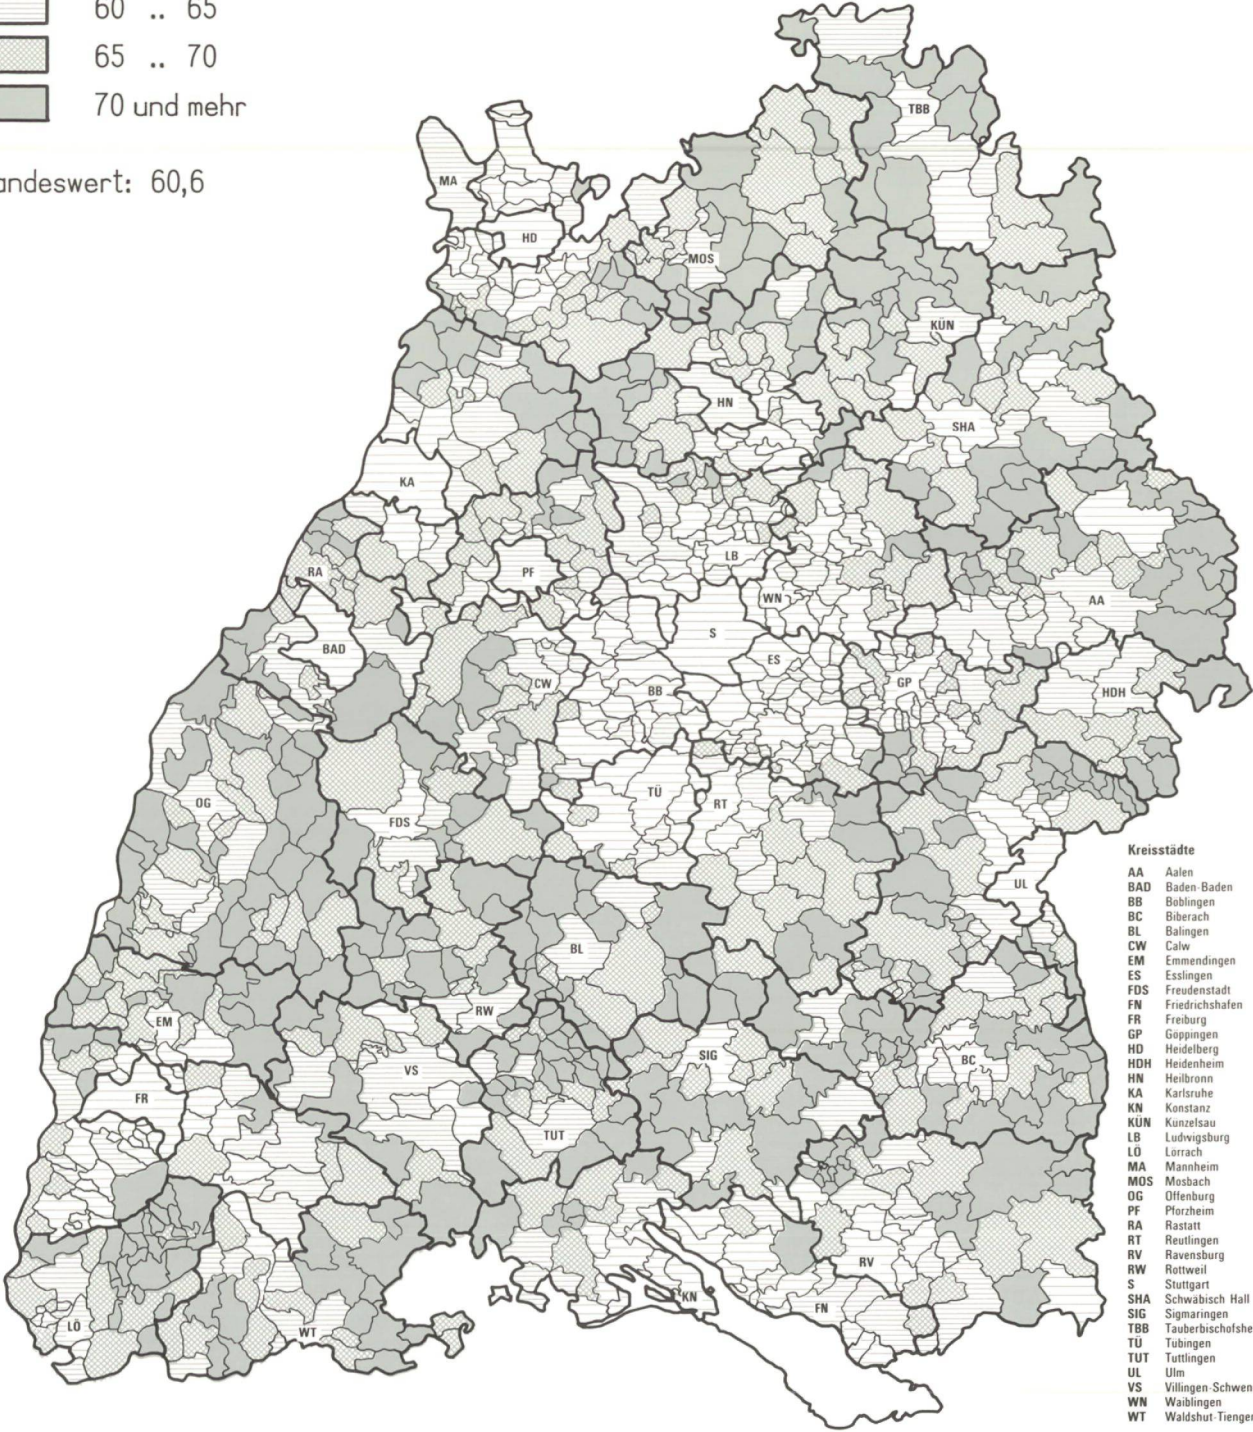 60 .. 65
65 .. 70
70 und mehr
andeswert: 60,6
TBB
MA
HD
MOS
KÜN
HN
SHA
KA
LB
PF
RA
WN
AA
S
BAD
ES
CW
BB
GP
HDH
TÜ
RT
OG
FDS
UL
BL
RW
EM
SIG
BC
VS
FR
TUT
RV
KN
FN
LÖ
WT
Kreisstädte
AA Aalen
BAD Baden-Baden
BB Boblingen
BC Biberach
BL Balingen
CW Calw
EM Emmendingen
ES Esslingen
FDS Freudenstadt
FN Friedrichshafen
FR Freiburg
GP Göppingen
HD Heidelberg
HDH Heidenheim
HN Heilbronn
KA Karlsruhe
KN Konstanz
KÜN Künzelsau
LB Ludwigsburg
LÖ Lörrach
MA Mannheim
MOS Mosbach
OG Offenburg
PF Pforzheim
RA Rastatt
RT Reutlingen
RV Ravensburg
RW Rottweil
S Stuttgart
SHA Schwäbisch Hall
SIG Sigmaringen
TBB Tauberbischofshe
TÜ Tübingen
TUT Tuttlingen
UL Ulm
VS Villingen-Schwen
WN Waiblingen
WT Waldshut-Tiengen